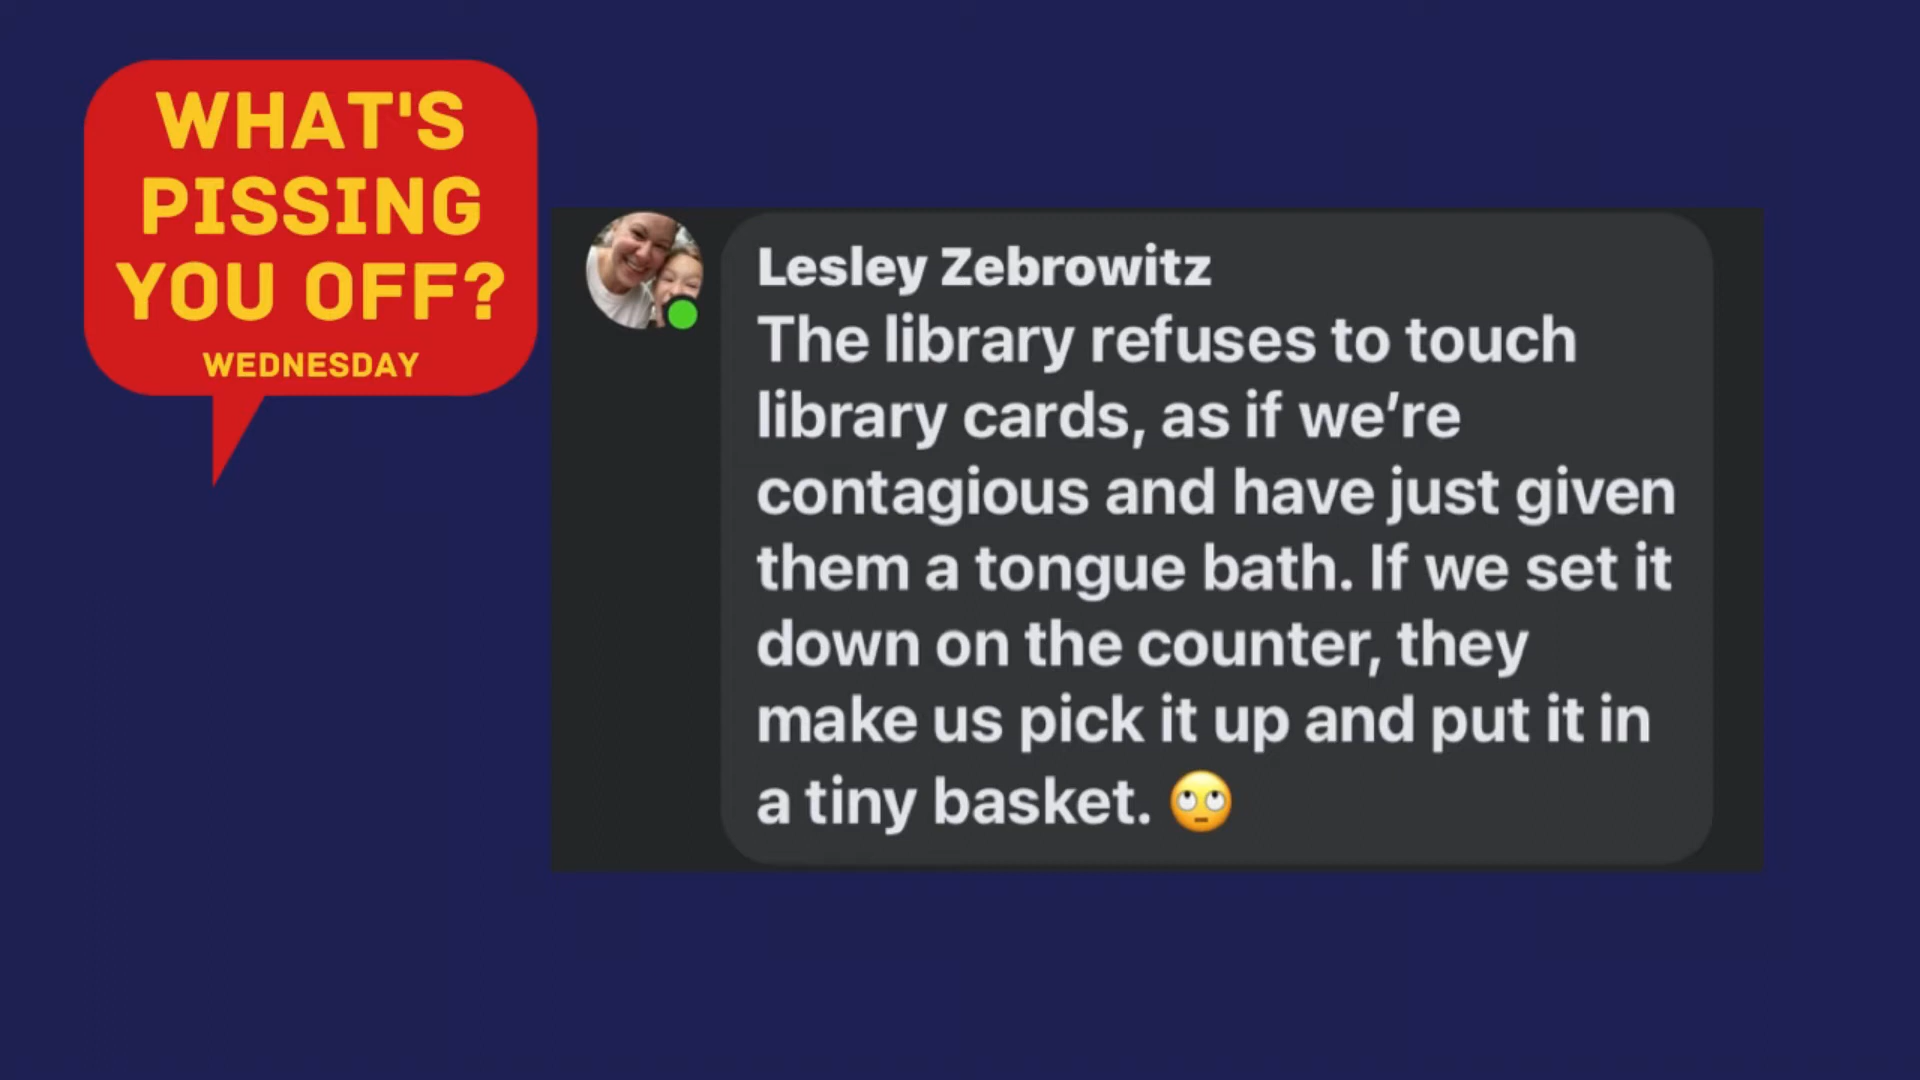 WHAT'S
PISSING
YOU OFF?
WEDNESDAY
Lesley Zebrowitz
The library refuses to touch
library cards, as if we’re
contagious and have just given
them a tongue bath. If we set it
down on the counter, they
make us pick it up and put it in
a tiny basket. 🙄